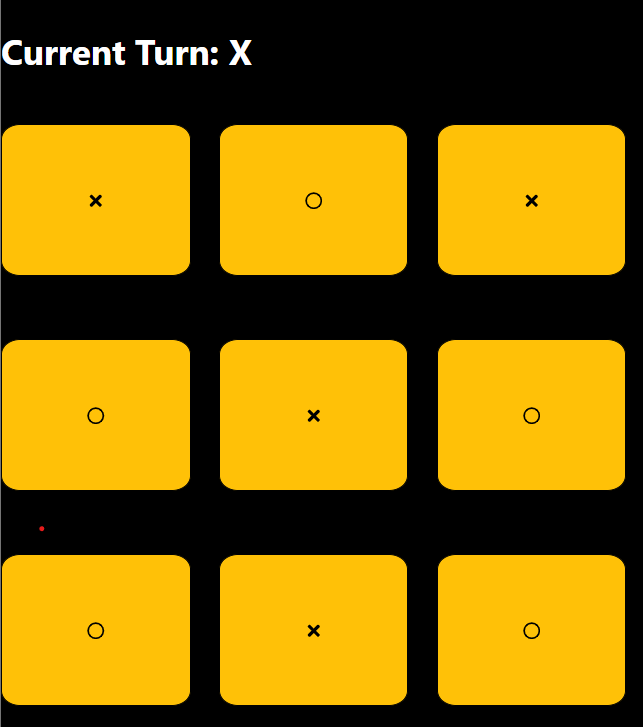 Current Turn: X
× ○ ×
○ × ○
○ × ○